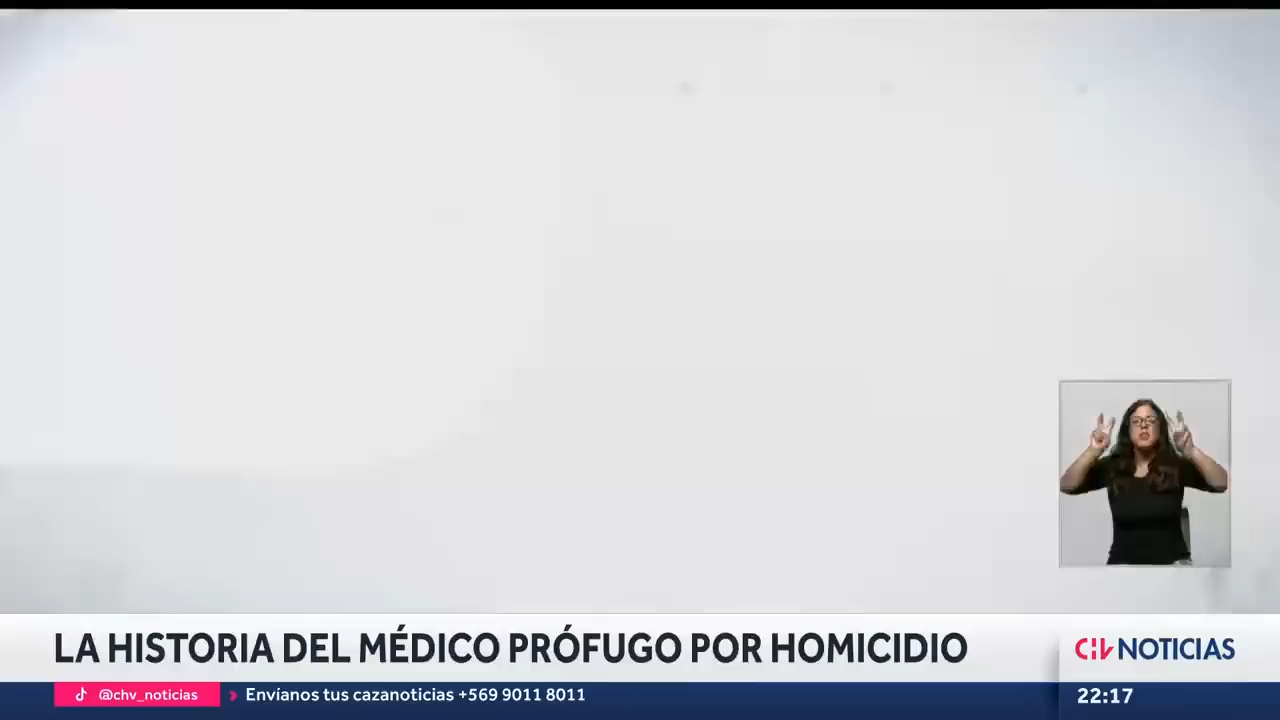 LA HISTORIA DEL MÉDICO PRÓFUGO POR HOMICIDIO
CHV NOTICIAS
@chv_noticias
Envíanos tus cazanoticias +569 9011 8011
22:17